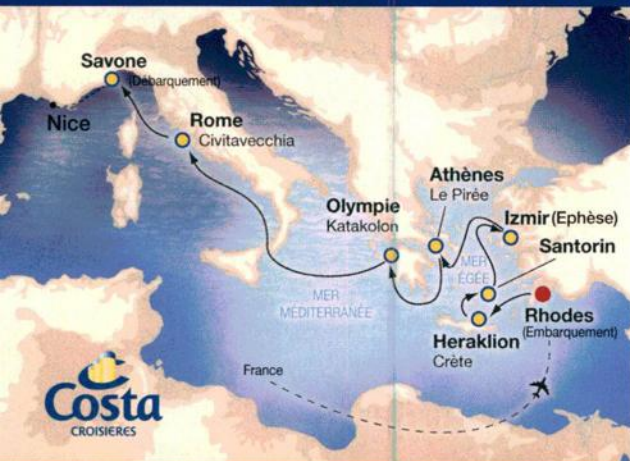 Savone
(Débarquement)
Nice
Rome
Civitavecchia
Athènes
Le Pirée
Olympie
Katakolon
Izmir (Ephèse)
Santorin
MER
ÉGÉE
MER
MÉDITERRANÉE
Rhodes
(Embarquement)
Heraklion
Crète
France
Costa
CROISIERES